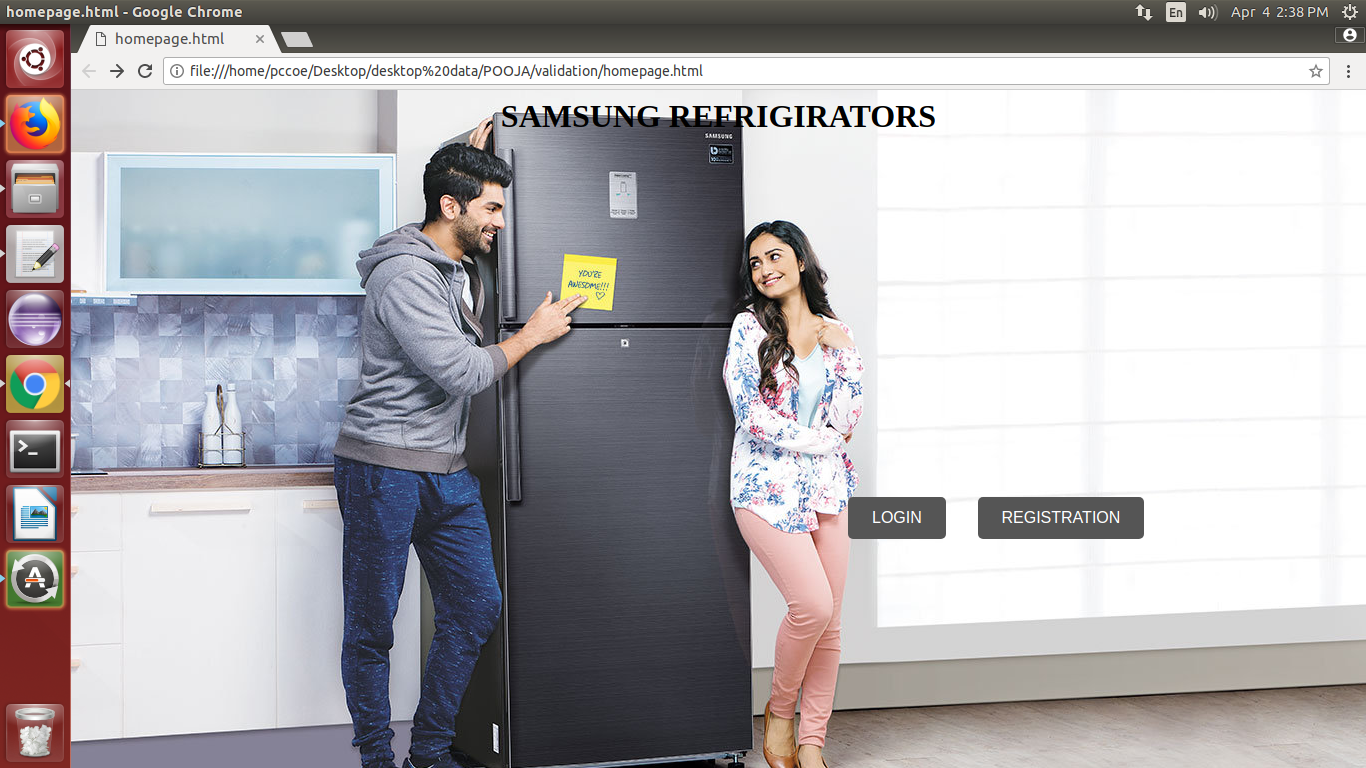 homepage.html - Google Chrome
En
Apr 4 2:38 PM
homepage.html
file:///home/pccoe/Desktop/desktop%20data/POOJA/validation/homepage.html
SAMSUNG REFRIGIRATORS
SAMSUNG
YOU'RE
AWESOME!!!
LOGIN
REGISTRATION